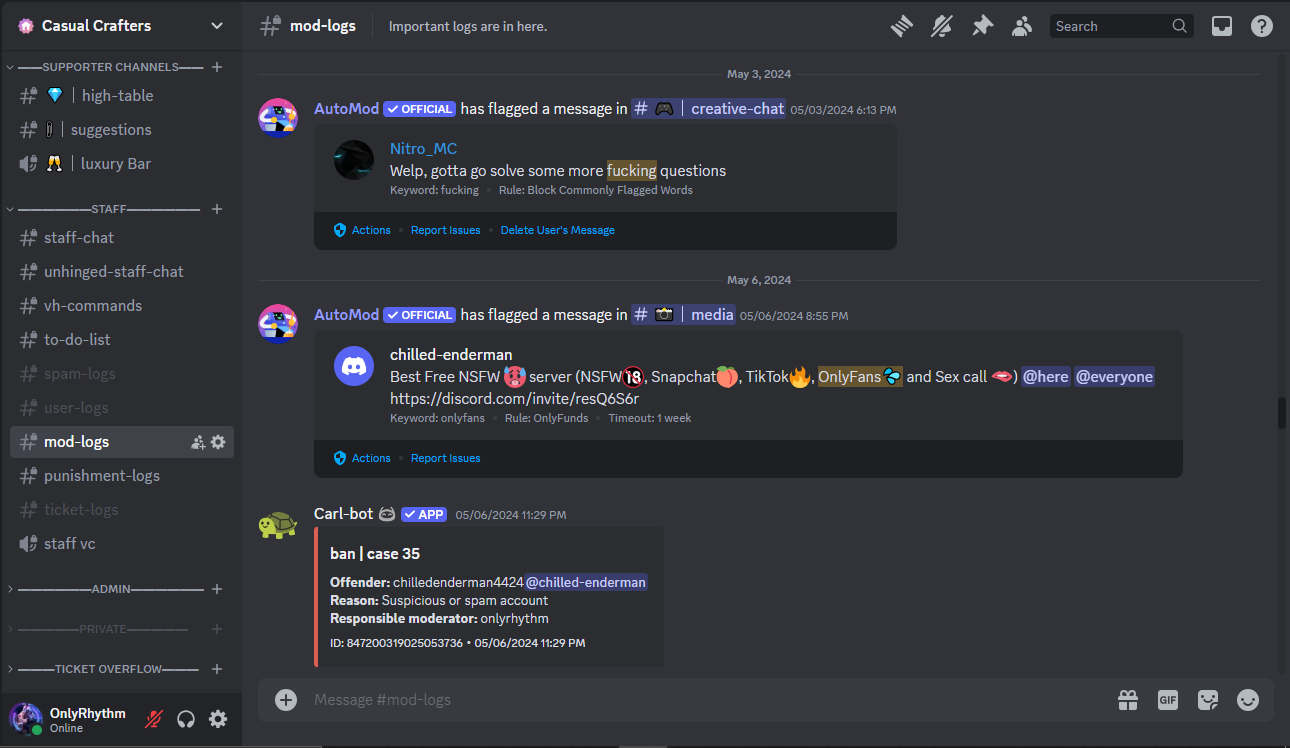 Casual Crafters
SUPPORTER CHANNELS
high-table
suggestions
luxury Bar
STAFF
staff-chat
unhinged-staff-chat
vh-commands
to-do-list
spam-logs
user-logs
mod-logs
punishment-logs
ticket-logs
staff vc
ADMIN
PRIVATE
TICKET OVERFLOW
OnlyRhythm
Online
mod-logs Important logs are in here. Search
May 3, 2024
AutoMod ✓ OFFICIAL has flagged a message in # 🎮 | creative-chat 05/03/2024 6:13 PM
Nitro_MC
Welp, gotta go solve some more fucking questions
Keyword: fucking • Rule: Block Commonly Flagged Words
Actions • Report Issues • Delete User's Message
May 6, 2024
AutoMod ✓ OFFICIAL has flagged a message in # 📷 | media 05/06/2024 8:55 PM
chilled-enderman
Best Free NSFW 🥵 server (NSFW🔞, Snapchat🍑, TikTok🔥, OnlyFans💦 and Sex call 🫦) @here @everyone
https://discord.com/invite/resQ6S6r
Keyword: onlyfans • Rule: OnlyFunds • Timeout: 1 week
Actions • Report Issues
Carl-bot ✓ APP 05/06/2024 11:29 PM
ban | case 35
Offender: chilledenderman4424 @chilled-enderman
Reason: Suspicious or spam account
Responsible moderator: onlyrhythm
ID: 847200319025053736 • 05/06/2024 11:29 PM
Message #mod-logs
GIF